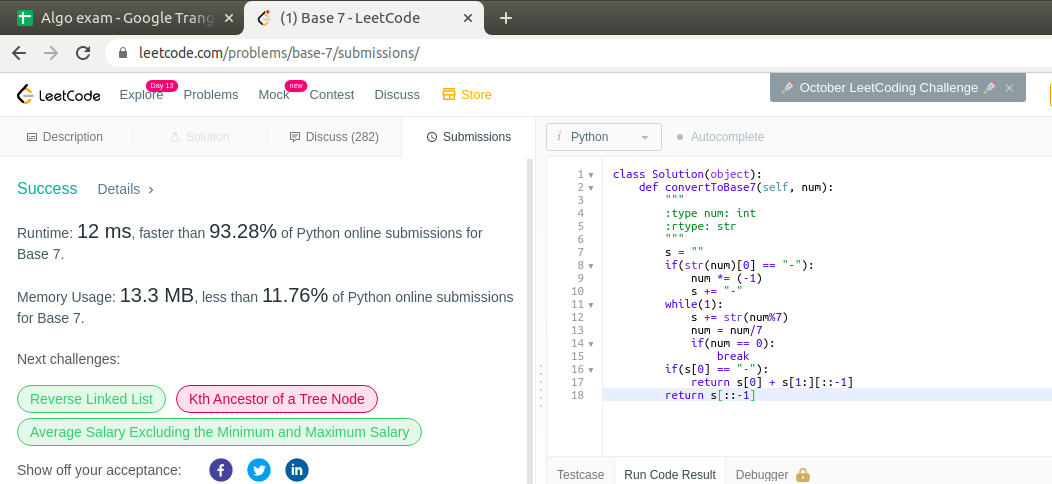 Algo exam - Google Trang
(1) Base 7 - LeetCode
leetcode.com/problems/base-7/submissions/
LeetCode
Explore
Day 13
Problems
Mock
new
Contest
Discuss
Store
October LeetCoding Challenge
Description
Solution
Discuss (282)
Submissions
i Python
Autocomplete
Success
Details >
Runtime: 12 ms, faster than 93.28% of Python online submissions for
Base 7.
Memory Usage: 13.3 MB, less than 11.76% of Python online submissions
for Base 7.
Next challenges:
Reverse Linked List
Kth Ancestor of a Tree Node
Average Salary Excluding the Minimum and Maximum Salary
Show off your acceptance:
f
in
1 class Solution(object):
2     def convertToBase7(self, num):
3         """
4         :type num: int
5         :rtype: str
6         """
7         s = ""
8         if(str(num)[0] == "-"):
9             num *= (-1)
10             s += "-"
11         while(1):
12             s += str(num%7)
13             num = num/7
14             if(num == 0):
15                 break
16         if(s[0] == "-"):
17             return s[0] + s[1:][::-1]
18         return s[::-1]
Testcase
Run Code Result
Debugger